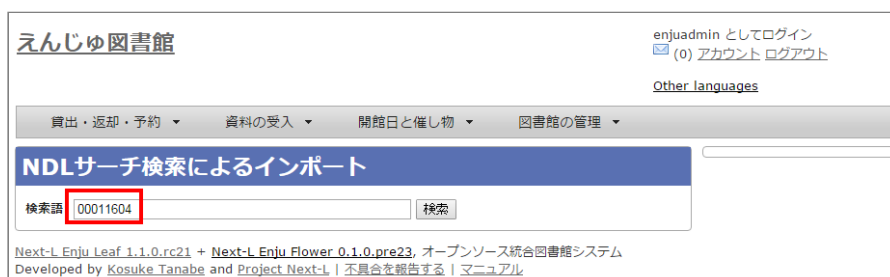 えんじゅ図書館
enjuadmin としてログイン
(0) アカウント ログアウト
Other languages
貸出・返却・予約 ▼ 資料の受入 ▼ 開館日と催し物 ▼ 図書館の管理 ▼
NDLサーチ検索によるインポート
検索語 00011604 検索
Next-L Enju Leaf 1.1.0.rc21 + Next-L Enju Flower 0.1.0.pre23, オープンソース統合図書館システム
Developed by Kosuke Tanabe and Project Next-L | 不具合を報告する | マニュアル